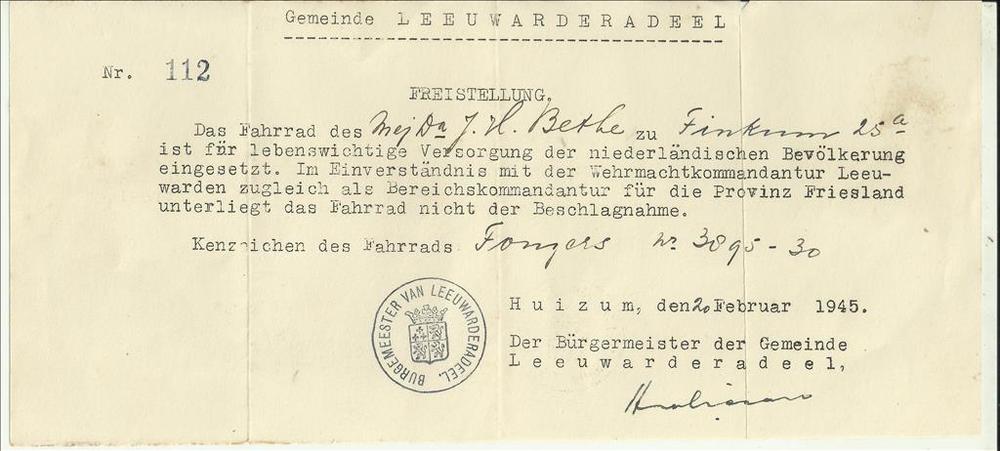 Gemeinde LEEUWARDERADEEL
Nr. 112
FREISTELLUNG.
Das Fahrrad des Mej Da J. H. Bethe zu Finkum 25a
ist für lebenswichtige Versorgung der niederländischen Bevölkerung
eingesetzt. Im Einverständnis mit der Wehrmachtkommandantur Leeu-
warden zugleich als Bereichskommandantur für die Provinz Friesland
unterliegt das Fahrrad nicht der Beschlagnahme.
Kenzeichen des Fahrrads Fongers Nr. 3895-30
BURGEMEESTER VAN LEEUWARDERADEEL.
Huizum, den 20 Februar 1945.
Der Bürgermeister der Gemeinde
Leeuwarderadeel,